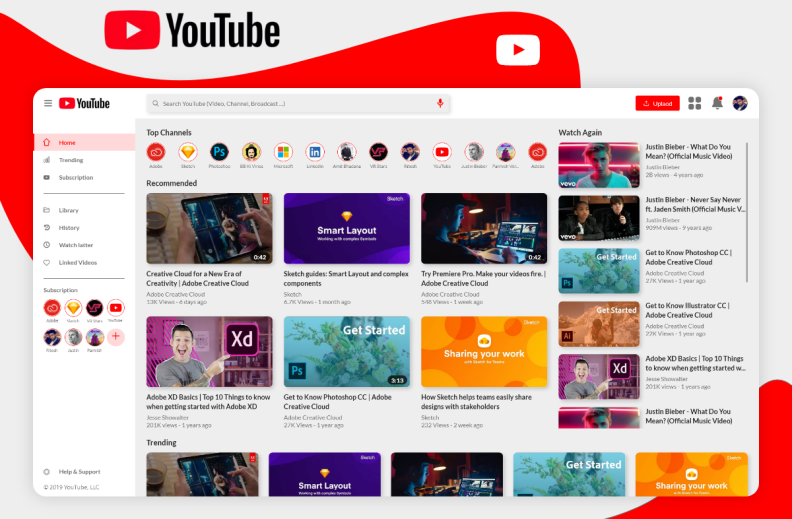 YouTube
YouTube
Search YouTube (Video, Channel, Broadcast ...)
Upload
Home
Trending
Subscription
Library
History
Watch latter
Linked Videos
Subscription
Adobe
Sketch
VR Stars
YouTube
Ritesh
Justin
Help & Support
© 2019 YouTube, LLC
Top Channels
Adobe
Sketch
Photoshop
Microsoft
LinkedIn
Amit Bhadana
VR Stars
Ritesh
YouTube
Justin Bieber
Adobe
Recommended
0:42
Creative Cloud for a New Era of
Creativity | Adobe Creative Cloud
Adobe Creative Cloud
13K Views - 6 days ago
Sketch
Smart Layout
Working with complex Symbols
Sketch guides: Smart Layout and complex
components
Sketch
6.7K Views - 1 month ago
0:42
Try Premiere Pro. Make your videos fire. |
Adobe Creative Cloud
Adobe Creative Cloud
54K Views - 1 week ago
Xd
Adobe XD Basics | Top 10 Things to know
when getting started with Adobe XD
Jesse Showalter
201K views - 1 years ago
Get Started
Ps
3:13
Get to Know Photoshop CC | Adobe
Creative Cloud
Adobe Creative Cloud
27K Views - 1 year ago
Sketch
Sharing your work
with Sketch for Teams
How Sketch helps teams easily share
designs with stakeholders
Sketch
232 Views - 2 week ago
Trending
Sketch
Smart Layout
Working with complex Symbols
Get Started
Sketch
Sharing your work
with Sketch for Teams
Watch Again
vevo
Justin Bieber - What Do You
Mean? (Official Music Video)
Justin Bieber
2B views - 4 years ago
vevo
Justin Bieber - Never Say Never
ft. Jaden Smith (Official Music V...
Justin Bieber
909M views - 9 years ago
Get Started
Ps
Get to Know Photoshop CC |
Adobe Creative Cloud
Adobe Creative Cloud
27K Views - 1 year ago
Get Started
Ai
Get to Know Illustrator CC |
Adobe Creative Cloud
Adobe Creative Cloud
22K Views - 1 year ago
Xd
Adobe XD Basics | Top 10 Things
to know when getting started w...
Jesse Showalter
201K views - 1 years ago
Justin Bieber - What Do You
Mean? (Official Music Video)